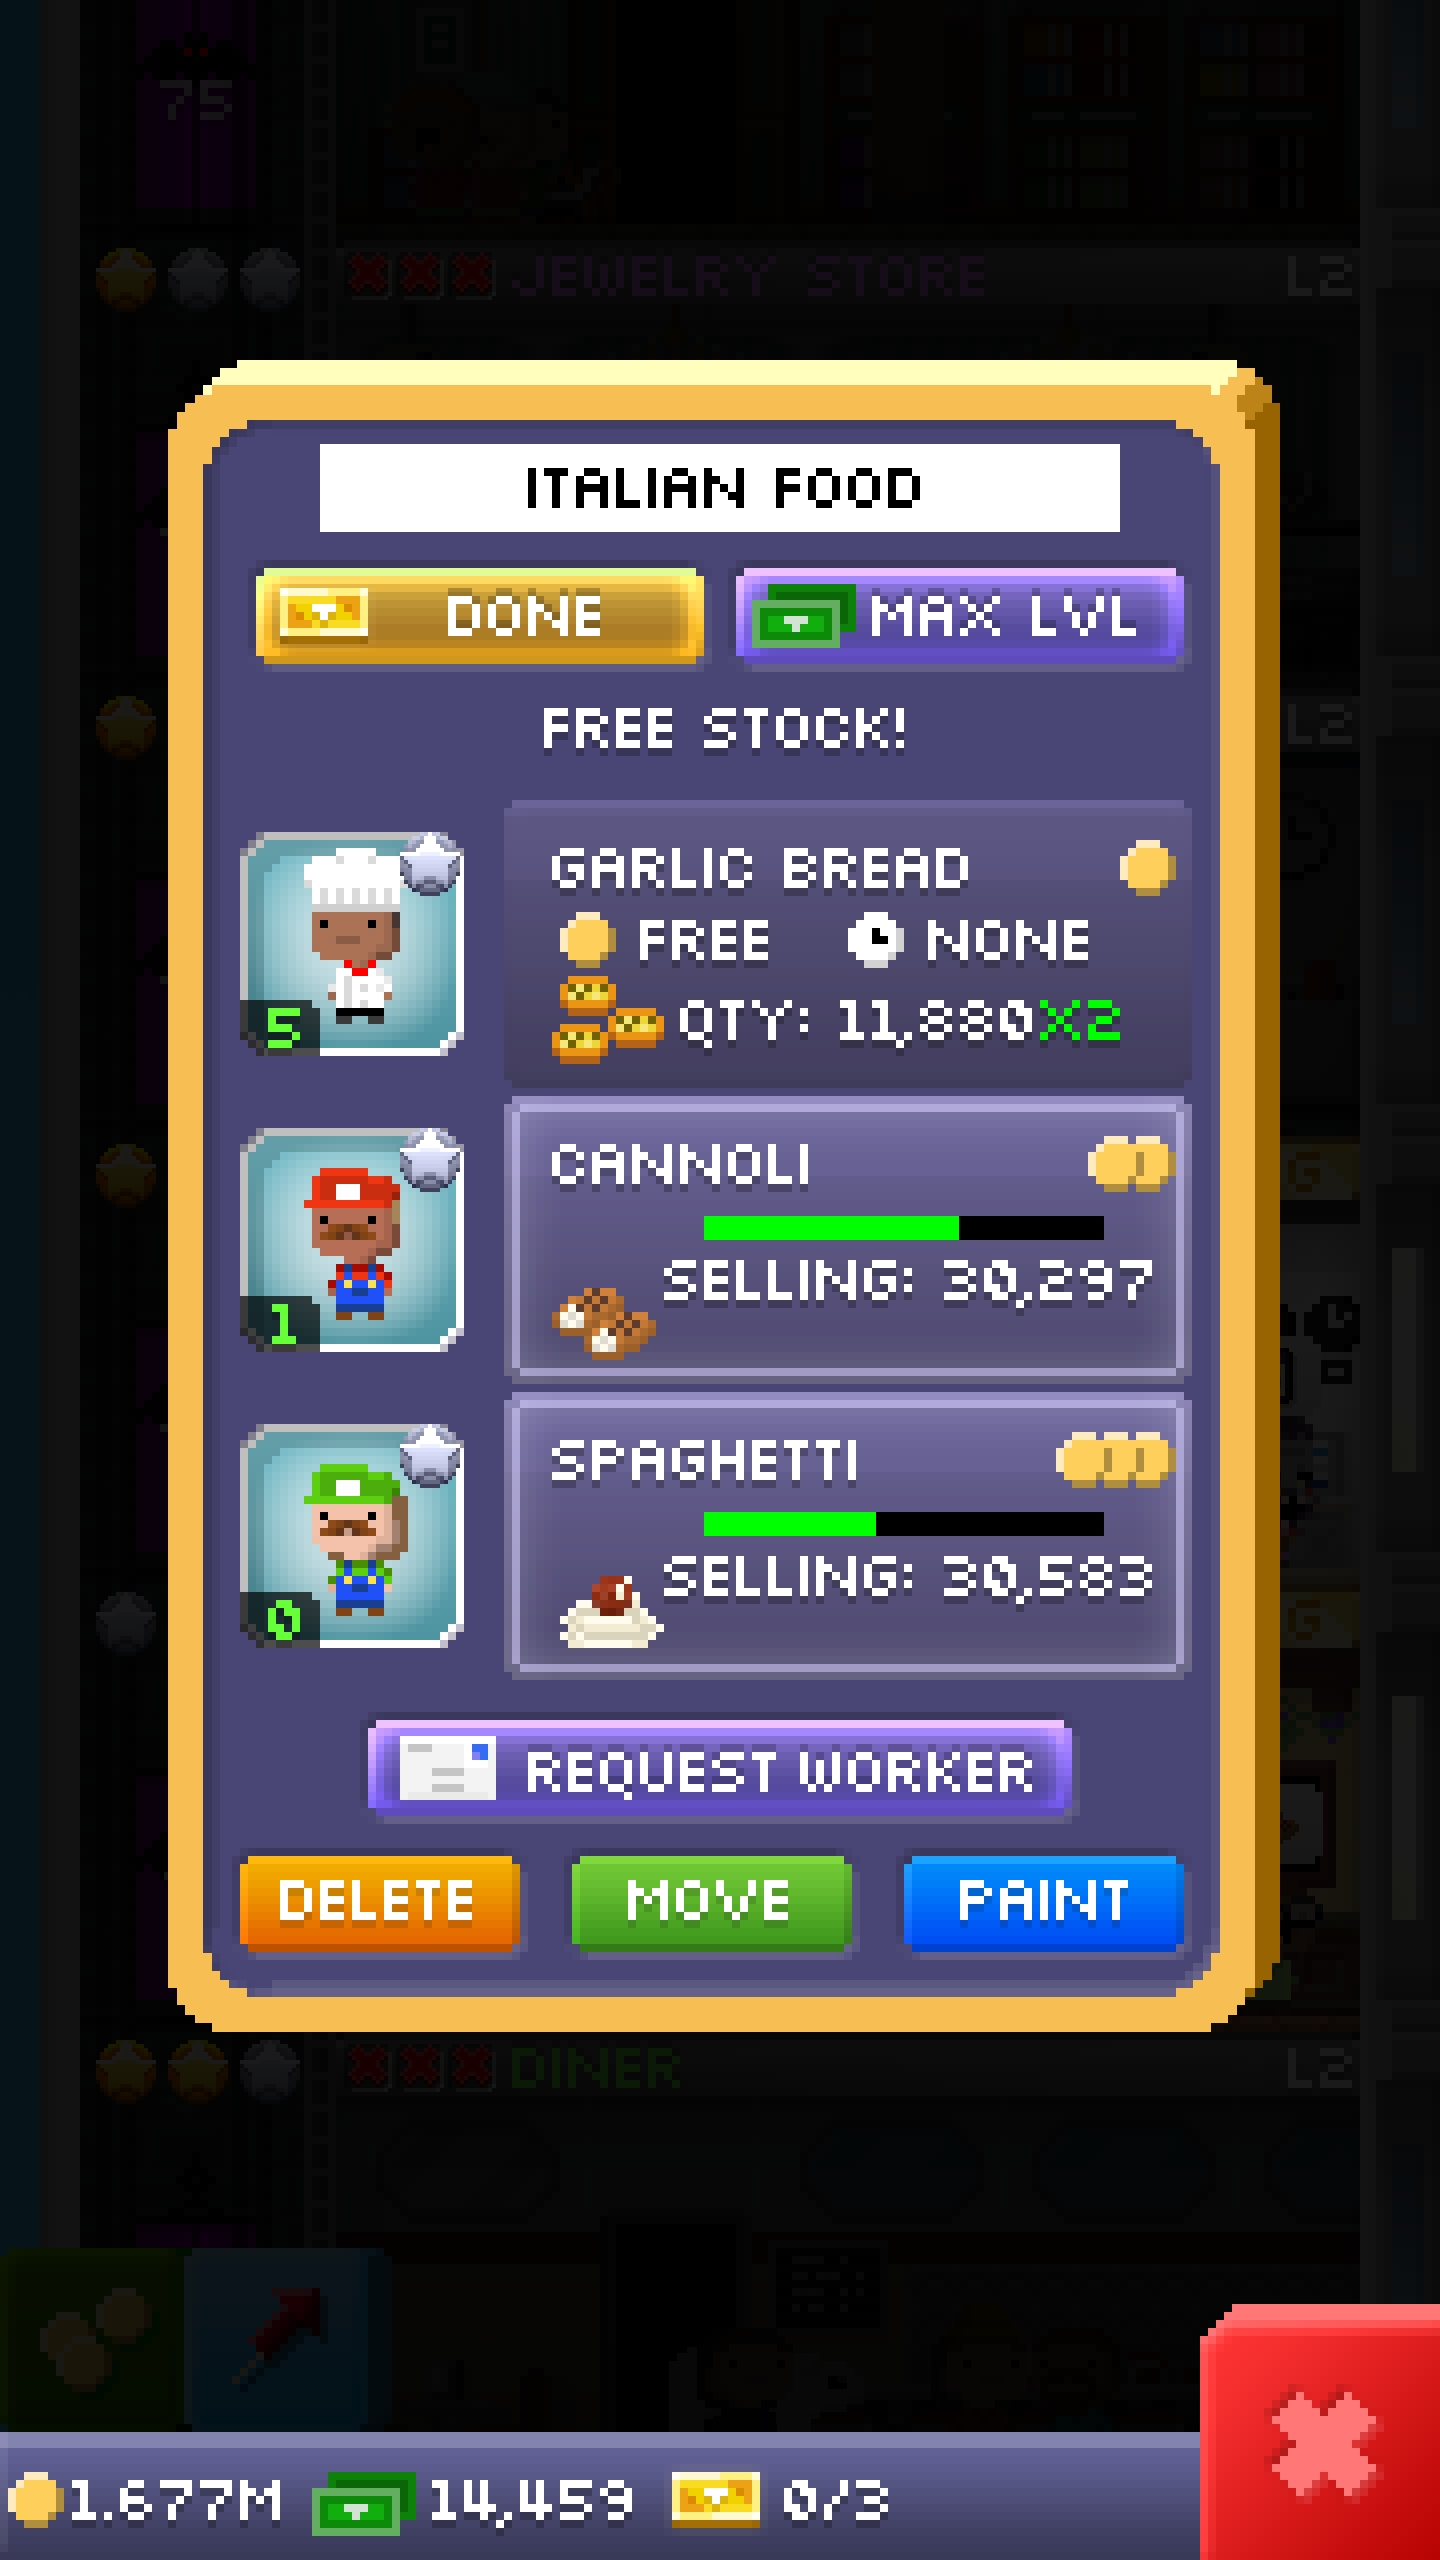 75
JEWELRY STORE L2
ITALIAN FOOD
DONE MAX LVL
FREE STOCK!
L2
GARLIC BREAD
FREE NONE
5 QTY: 11,880X2
CANNOLI
G
SELLING: 30,297
1
SPAGHETTI
SELLING: 30,583
0 G
REQUEST WORKER
DELETE MOVE PAINT
DINER L2
1.677M 14,459 0/3